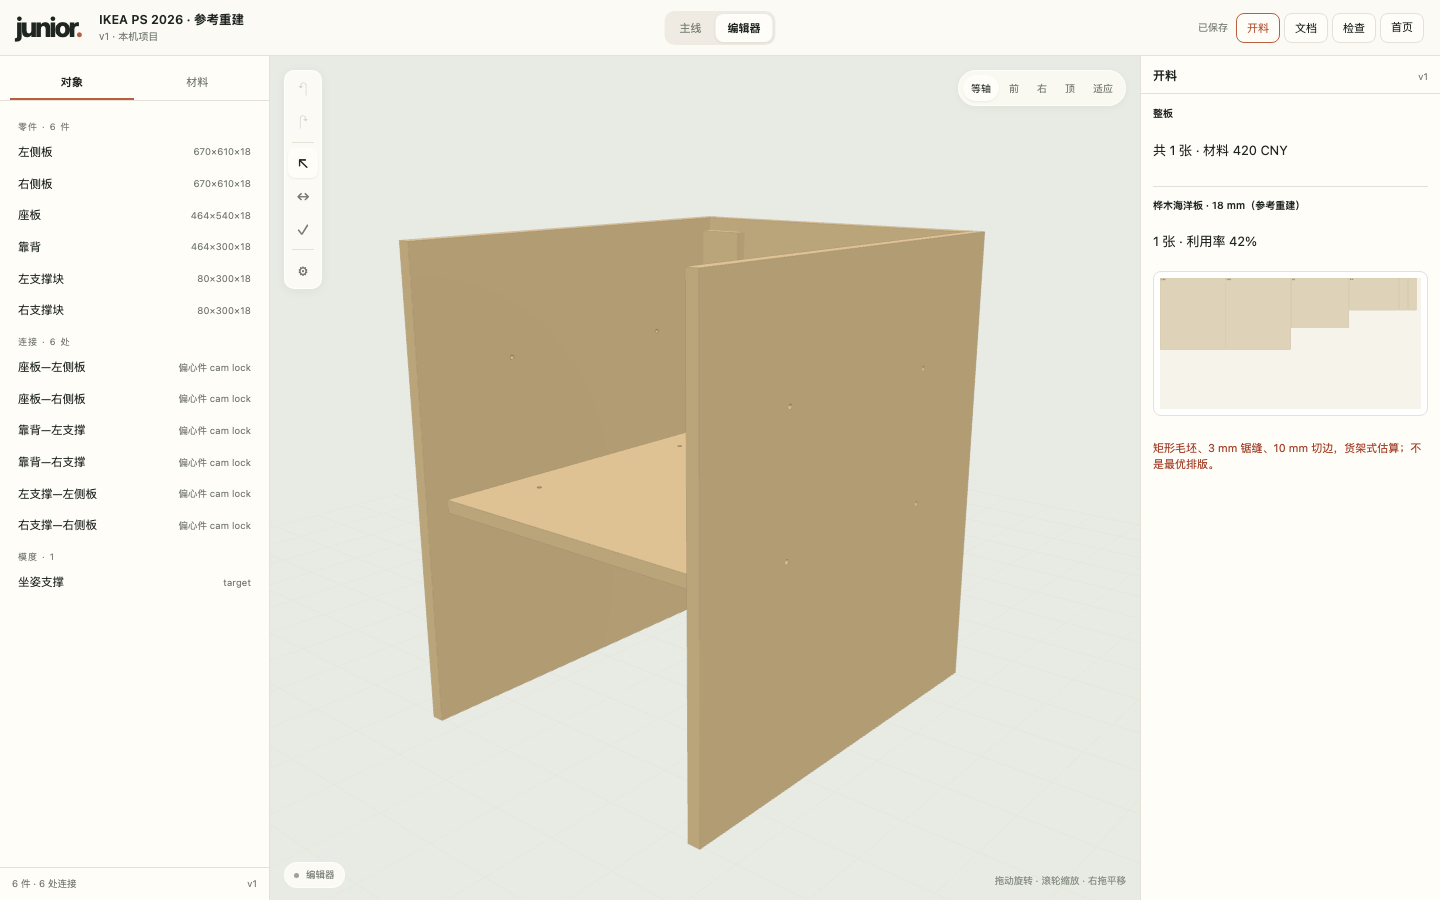 junior.
IKEA PS 2026 · 参考重建
v1 · 本机项目
主线
编辑器
已保存
开料
文档
检查
首页
对象
材料
零件 · 6 件
左侧板 670×610×18
右侧板 670×610×18
座板 464×540×18
靠背 464×300×18
左支撑块 80×300×18
右支撑块 80×300×18
连接 · 6 处
座板—左侧板 偏心件 cam lock
座板—右侧板 偏心件 cam lock
靠背—左支撑 偏心件 cam lock
靠背—右支撑 偏心件 cam lock
左支撑—左侧板 偏心件 cam lock
右支撑—右侧板 偏心件 cam lock
模度 · 1
坐姿支撑 target
6 件 · 6 处连接 v1
等轴 前 右 顶 适应
编辑器
拖动旋转 · 滚轮缩放 · 右拖平移
开料 v1
整板
共 1 张 · 材料 420 CNY
桦木海洋板 · 18 mm（参考重建）
1 张 · 利用率 42%
矩形毛坯、3 mm 锯缝、10 mm 切边，货架式估算；不
是最优排版。